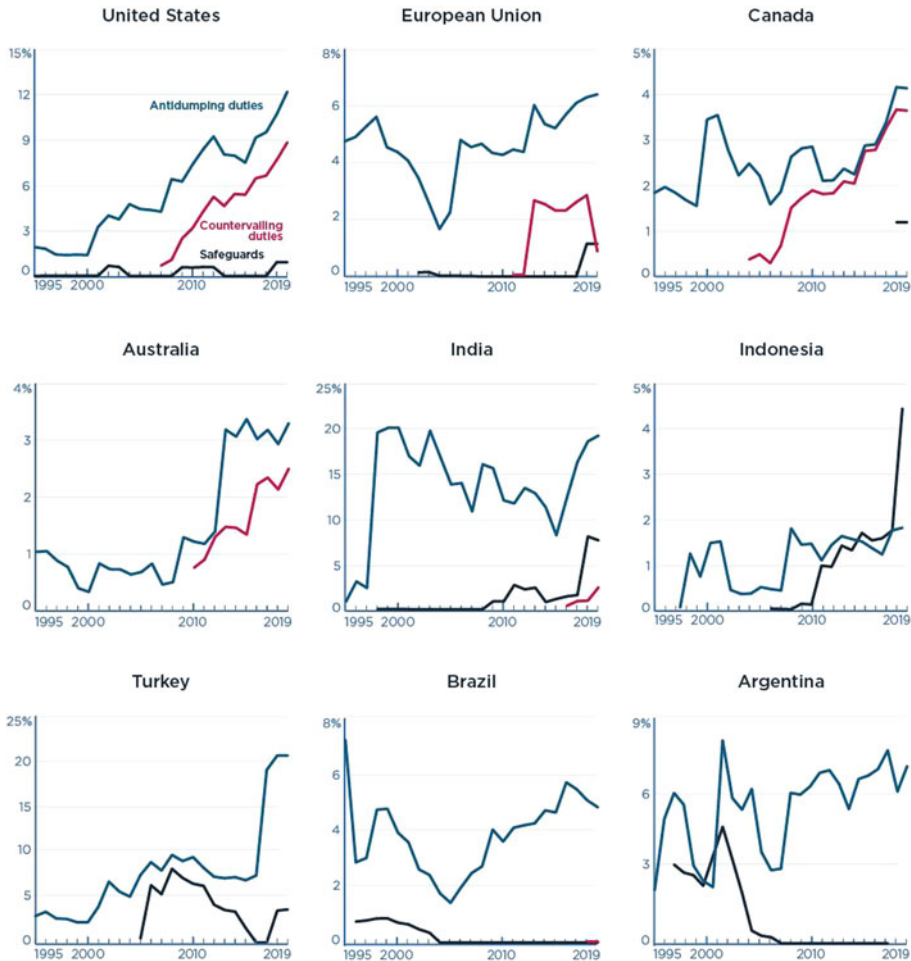 United States European Union Canada
15% 8% 5%
12 6 4
Antidumping duties
9 3
4
6 2
Countervailing
duties
3 2 1
Safeguards
0 0 0
1995 2000 2010 2019 1995 2000 2010 2019 1995 2000 2010 2019
Australia India Indonesia
4% 25%
20 4
3
15 3
2
10 2
1
5 1
0 0 0
1995 2000 2010 2019 1995 2000 2010 2019 1995 2000 2010 2019
Turkey Brazil Argentina
25% 8% 9%
20 6
6
15
4
10
3
5 2
0 0 0
1995 2000 2010 2019 1995 2000 2010 2019 1995 2000 2010 2019